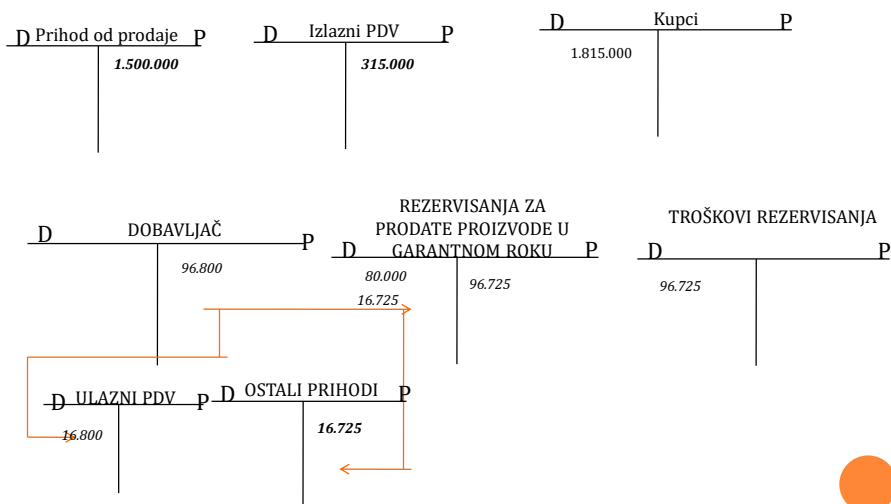 D Prihod od prodaje P
1.500.000
D Izlazni PDV P
315.000
D Kupci P
1.815.000
D DOBAVLJAČ P
96.800
REZERVISANJA ZA
PRODATE PROIZVODE U
D GARANTNOM ROKU P
80.000
16.725
96.725
TROŠKOVI REZERVISANJA
D P
96.725
D ULAZNI PDV P
16.800
D OSTALI PRIHODI P
16.725